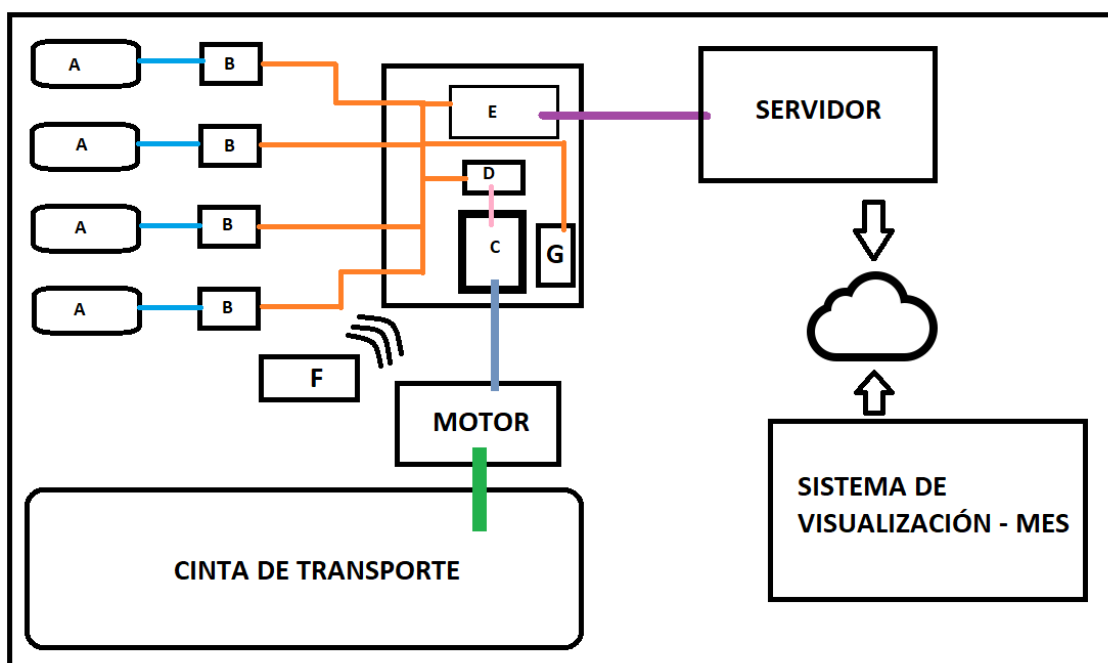 A
B
E
SERVIDOR
A
B
D
A
B
C
G
A
B
F
MOTOR
SISTEMA DE
VISUALIZACIÓN - MES
CINTA DE TRANSPORTE